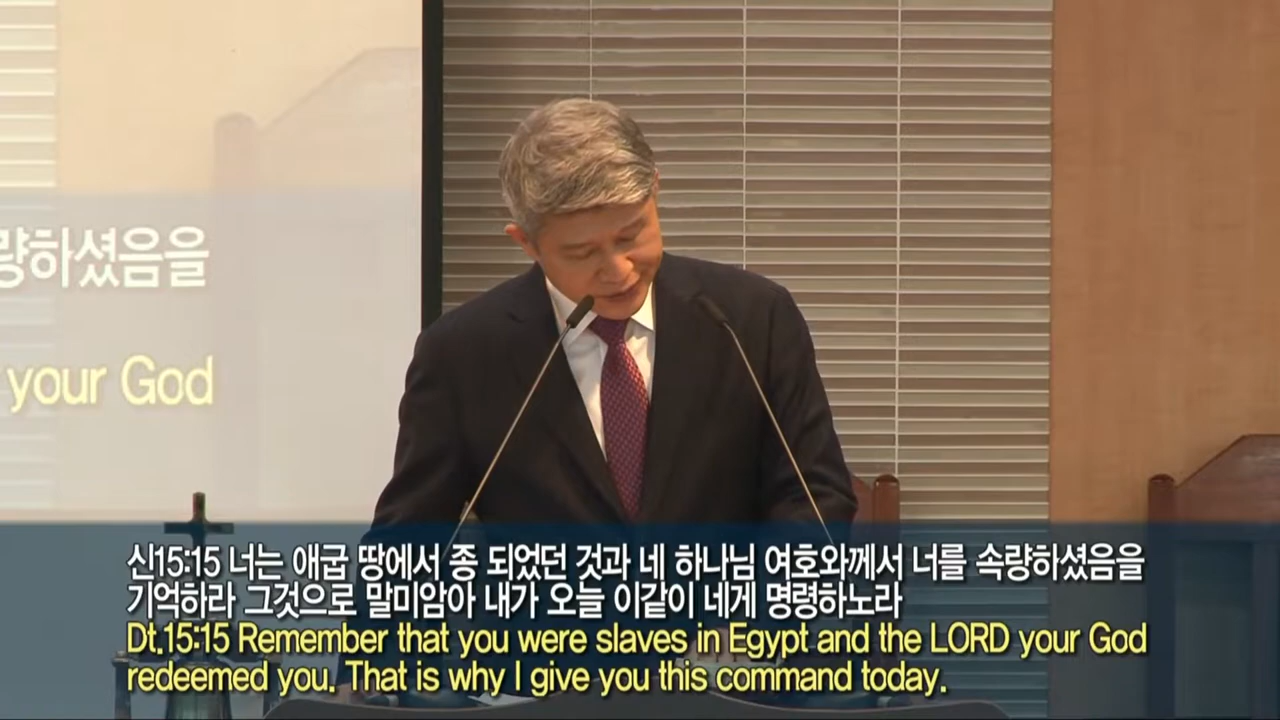 량하셨음을
your God
신15:15 너는 애굽 땅에서 종 되었던 것과 네 하나님 여호와께서 너를 속량하셨음을
기억하라 그것으로 말미암아 내가 오늘 이같이 네게 명령하노라
Dt.15:15 Remember that you were slaves in Egypt and the LORD your God
redeemed you. That is why I give you this command today.